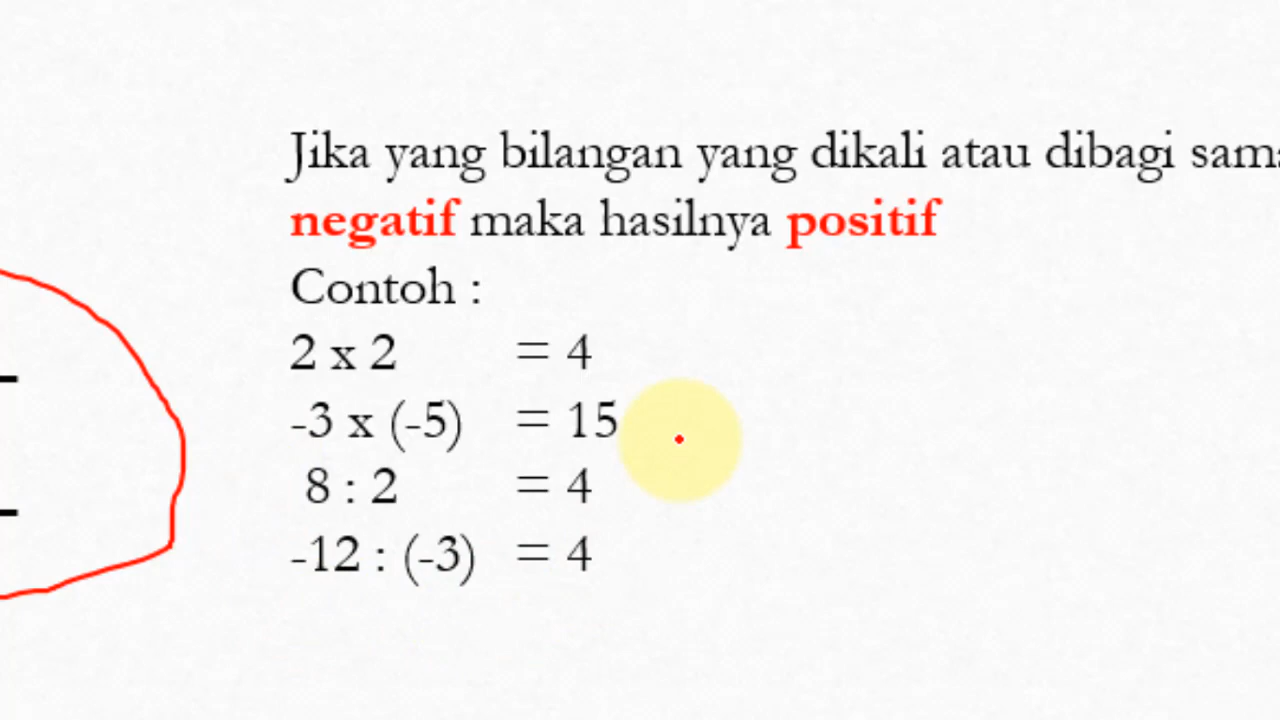 Jika yang bilangan yang dikali atau dibagi
negatif maka hasilnya positif
Contoh :
2 x 2 = 4
-3 x (-5) = 15
8 : 2 = 4
-12 : (-3) = 4